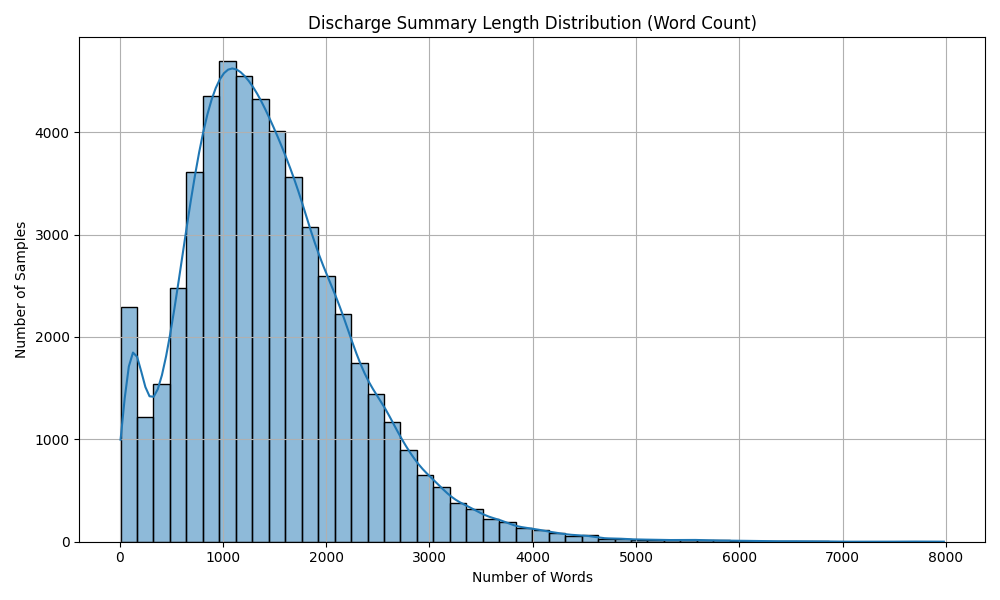 Discharge Summary Length Distribution (Word Count)
Number of Samples
4000
3000
2000
1000
0
0 1000 2000 3000 4000 5000 6000 7000 8000
Number of Words